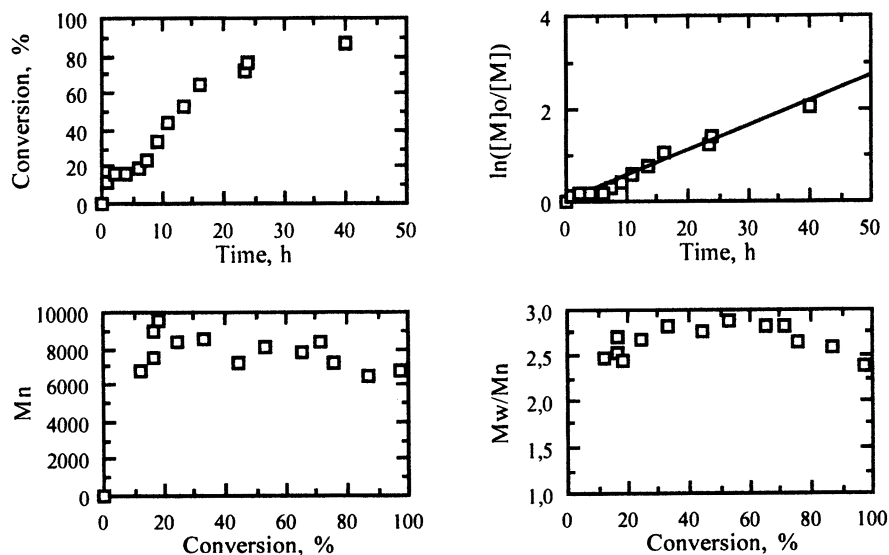 Conversion, %
100
80
60
40
20
0
0 10 20 30 40 50
Time, h
ln([M]o/[M])
4
2
0
0 10 20 30 40 50
Time, h
Mn
10000
8000
6000
4000
2000
0
0 20 40 60 80 100
Conversion, %
Mw/Mn
3,0
2,5
2,0
1,5
1,0
0 20 40 60 80 100
Conversion, %